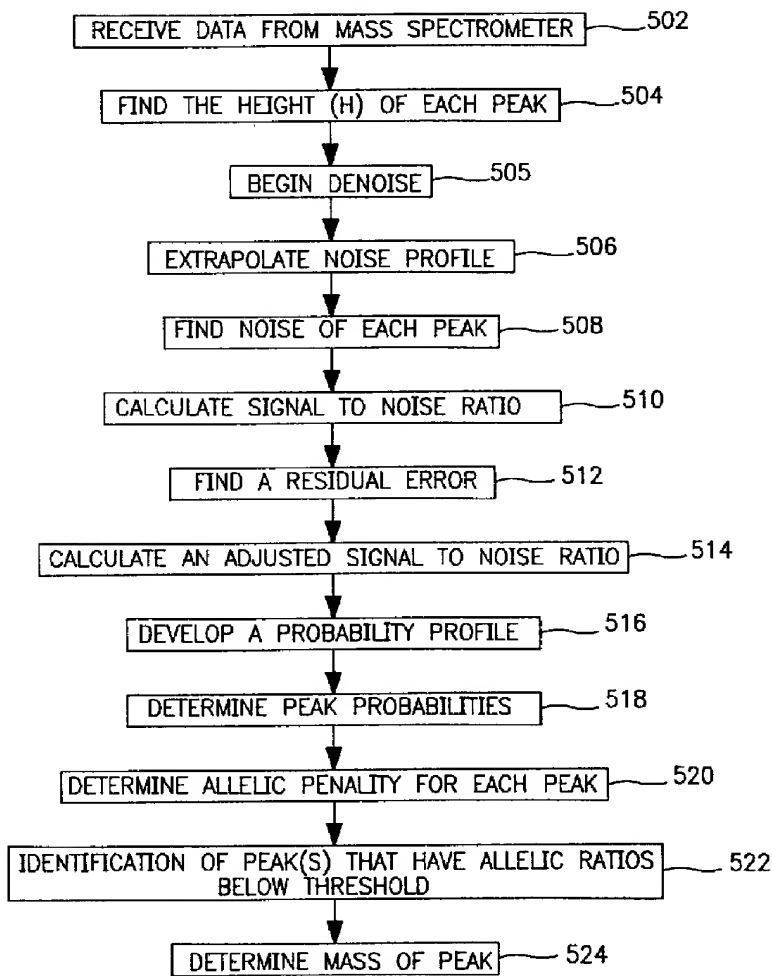 RECEIVE DATA FROM MASS SPECTROMETER 502
FIND THE HEIGHT (H) OF EACH PEAK 504
BEGIN DENOISE 505
EXTRAPOLATE NOISE PROFILE 506
FIND NOISE OF EACH PEAK 508
CALCULATE SIGNAL TO NOISE RATIO 510
FIND A RESIDUAL ERROR 512
CALCULATE AN ADJUSTED SIGNAL TO NOISE RATIO 514
DEVELOP A PROBABILITY PROFILE 516
DETERMINE PEAK PROBABILITIES 518
DETERMINE ALLELIC PENALITY FOR EACH PEAK 520
IDENTIFICATION OF PEAK(S) THAT HAVE ALLELIC RATIOS
BELOW THRESHOLD 522
DETERMINE MASS OF PEAK 524